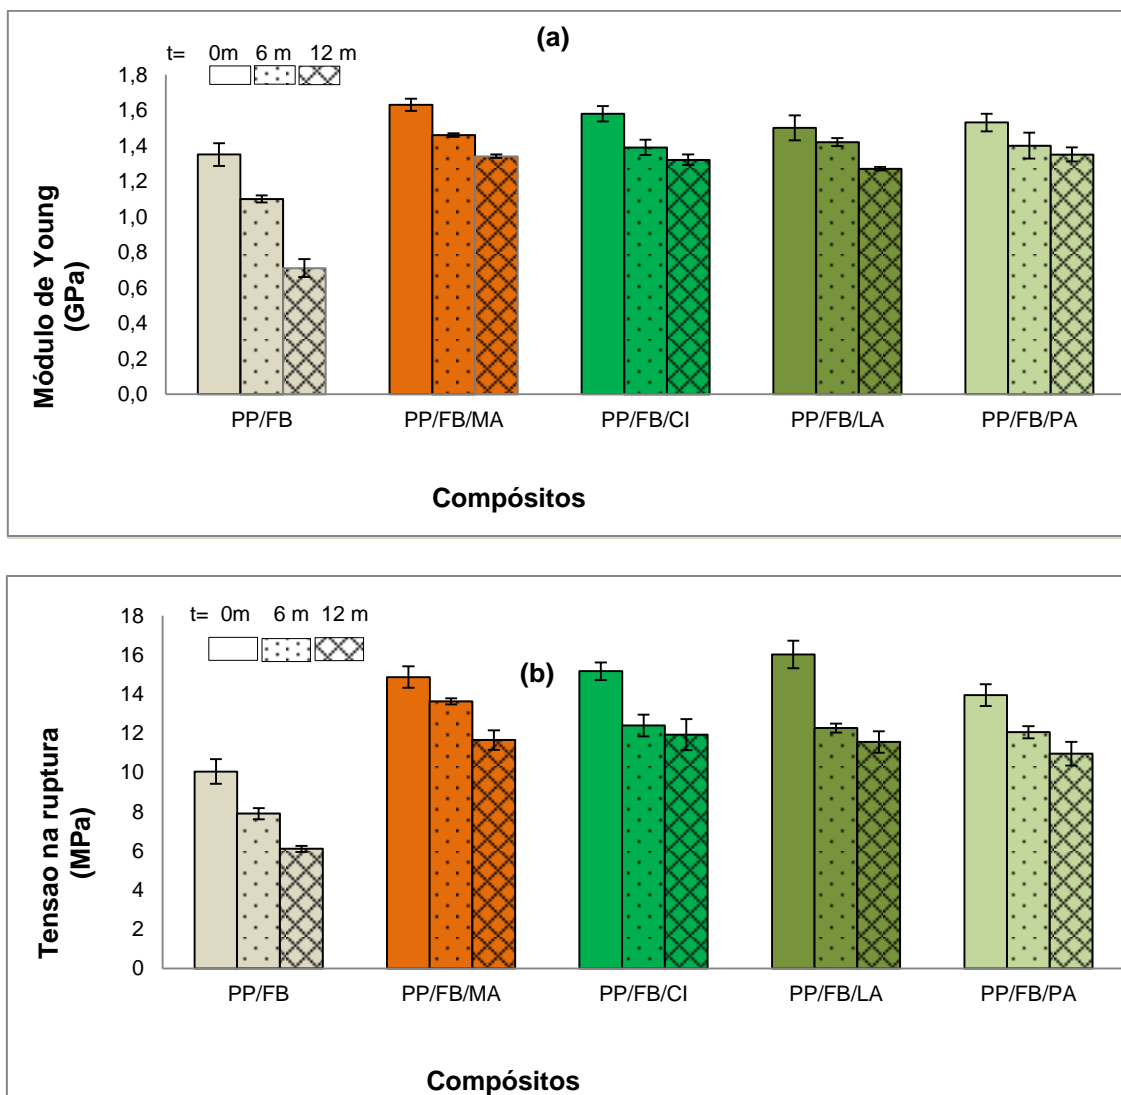 (a)
t= 0m 6 m 12 m
1,8
1,6
1,4
1,2
1,0
0,8
0,6
0,4
0,2
0,0
Módulo de Young
(GPa)
PP/FB PP/FB/MA PP/FB/CI PP/FB/LA PP/FB/PA
Compósitos
t= 0m 6 m 12 m
(b)
18
16
14
12
10
8
6
4
2
0
Tensao na ruptura
(MPa)
PP/FB PP/FB/MA PP/FB/CI PP/FB/LA PP/FB/PA
Compósitos